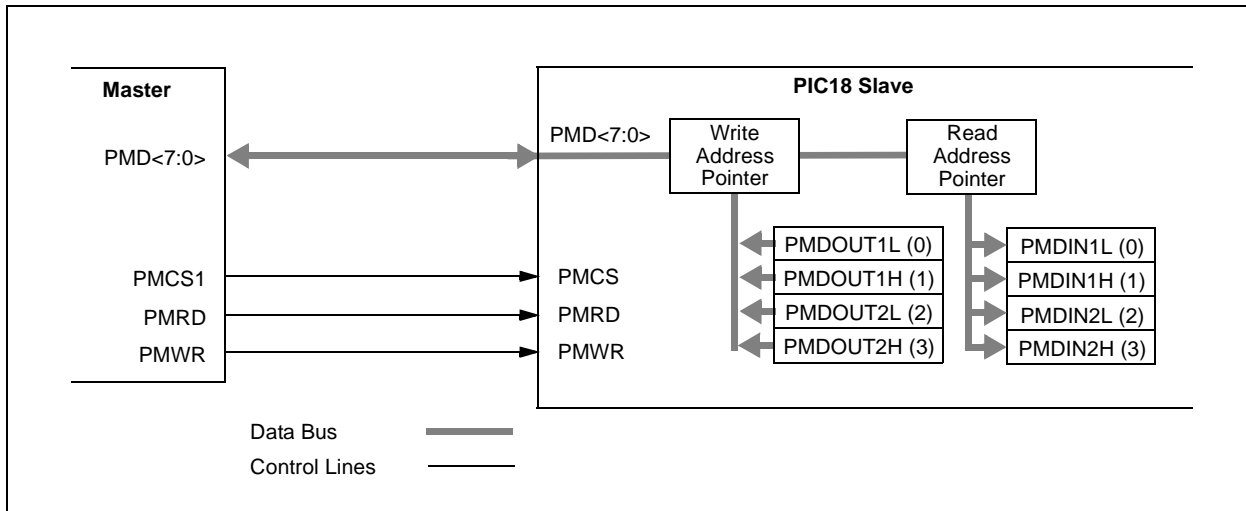 Master
PMD<7:0>
PMCS1
PMRD
PMWR
PIC18 Slave
PMD<7:0>
Write
Address
Pointer
Read
Address
Pointer
PMCS
PMRD
PMWR
PMDOUT1L (0)
PMDOUT1H (1)
PMDOUT2L (2)
PMDOUT2H (3)
PMDIN1L (0)
PMDIN1H (1)
PMDIN2L (2)
PMDIN2H (3)
Data Bus
Control Lines